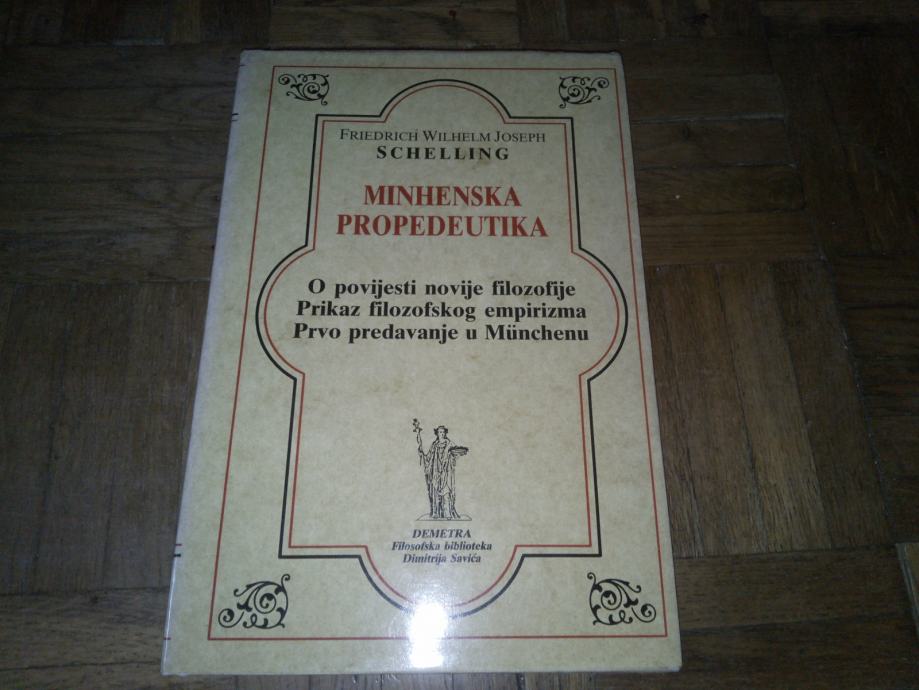 FRIEDRICH WILHELM JOSEPH
SCHELLING
MINHENSKA
PROPEDEUTIKA
O povijesti novije filozofije
Prikaz filozofskog empirizma
Prvo predavanje u Münchenu
DEMETRA
Filosofska biblioteka
Dimitrija Savića